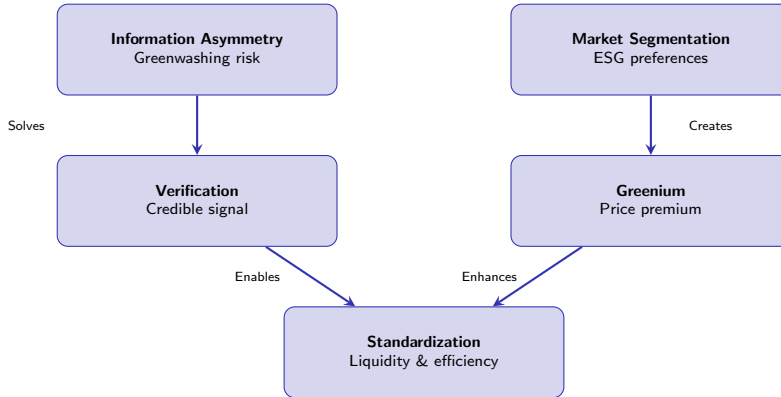 Information Asymmetry
Greenwashing risk
Market Segmentation
ESG preferences
Solves
Creates
Verification
Credible signal
Greenium
Price premium
Enables
Enhances
Standardization
Liquidity & efficiency